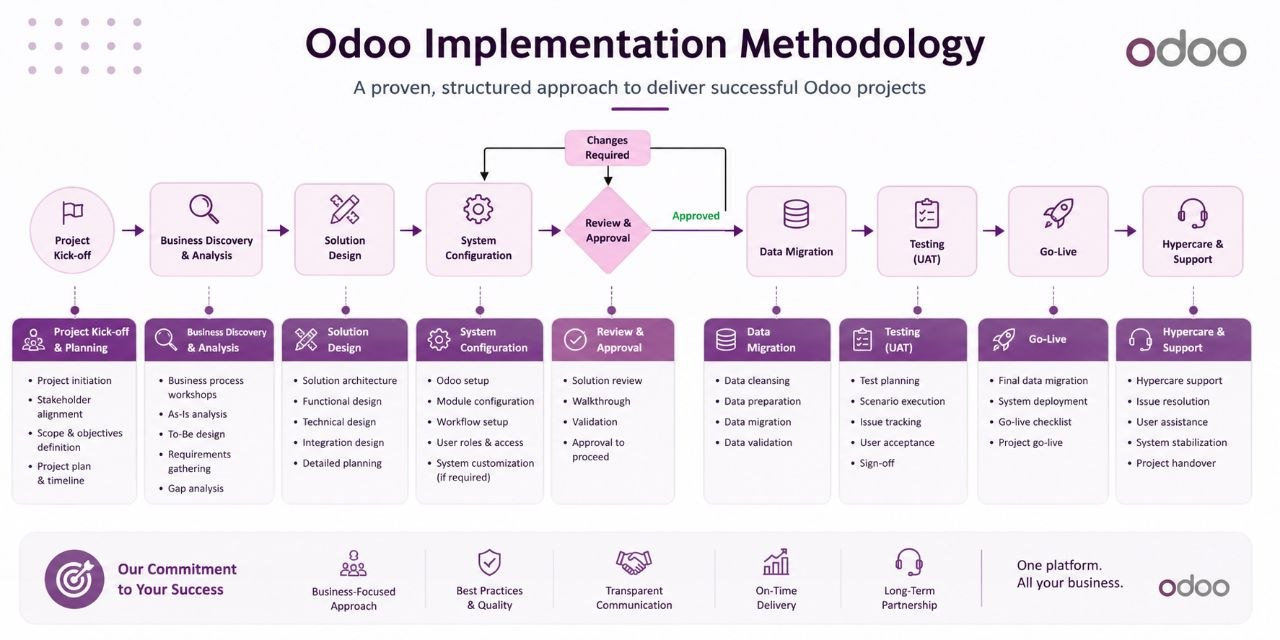 Odoo Implementation Methodology
odoo
A proven, structured approach to deliver successful Odoo projects
Changes
Required
Project
Kick-off
Business Discovery
& Analysis
Solution
Design
System
Configuration
Review &
Approval
Approved
Data Migration
Testing
(UAT)
Go-Live
Hypercare &
Support
Project Kick-off
& Planning
• Project initiation
• Stakeholder
alignment
• Scope & objectives
definition
• Project plan
& timeline
Business Discovery
& Analysis
• Business process
workshops
• As-Is analysis
• To-Be design
• Requirements
gathering
• Gap analysis
Solution
Design
• Solution architecture
• Functional design
• Technical design
• Integration design
• Detailed planning
System
Configuration
• Odoo setup
• Module configuration
• Workflow setup
• User roles & access
• System customization
(if required)
Review &
Approval
• Solution review
• Walkthrough
• Validation
• Approval to
proceed
Data
Migration
• Data cleansing
• Data preparation
• Data migration
• Data validation
Testing
(UAT)
• Test planning
• Scenario execution
• Issue tracking
• User acceptance
• Sign-off
Go-Live
• Final data migration
• System deployment
• Go-live checklist
• Project go-live
Hypercare &
Support
• Hypercare support
• Issue resolution
• User assistance
• System stabilization
• Project handover
Our Commitment
to Your Success
Business-Focused
Approach
Best Practices
& Quality
Transparent
Communication
On-Time
Delivery
Long-Term
Partnership
One platform.
All your business.
odoo